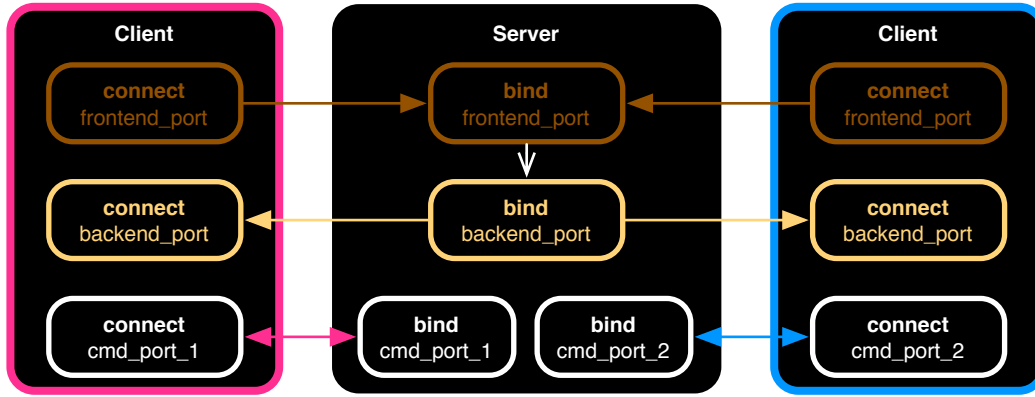 Client
connect
frontend_port
connect
backend_port
connect
cmd_port_1
Server
bind
frontend_port
bind
backend_port
bind
cmd_port_1
bind
cmd_port_2
Client
connect
frontend_port
connect
backend_port
connect
cmd_port_2